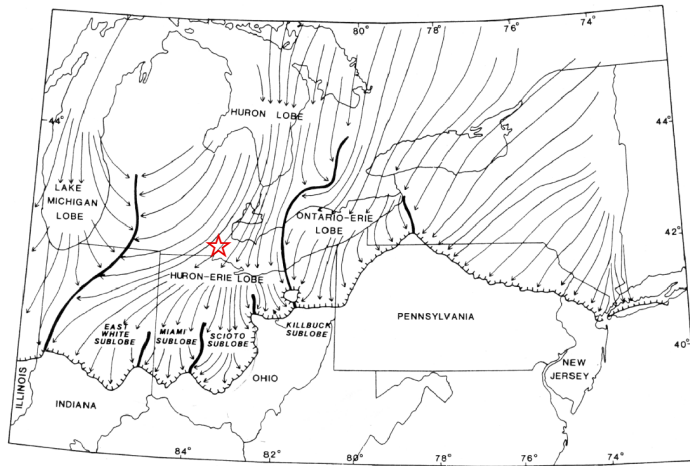 82°
80°
78°
76°
74°
44°
44°
HURON LOBE
LAKE
MICHIGAN
LOBE
ONTARIO-ERIE
LOBE
42°
42°
HURON-ERIE LOBE
EAST
WHITE
SUBLOBE
MIAMI
SUBLOBE
SCIOTO
SUBLOBE
KILLBUCK
SUBLOBE
PENNSYLVANIA
40°
NEW
JERSEY
OHIO
ILLINOIS
INDIANA
84°
82°
80°
78°
76°
74°